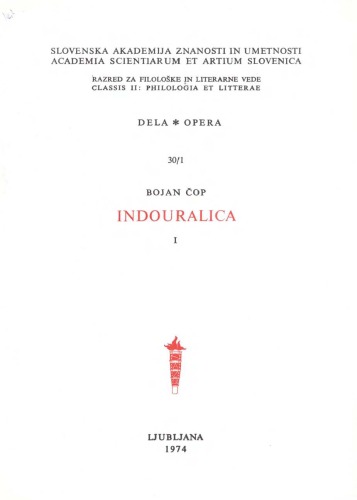 SLOVENSKA AKADEMIJA ZNANOSTI IN UMETNOSTI
ACADEMIA SCIENTIARUM ET ARTIUM SLOVENICA
RAZRED ZA FILOLOŠKE IN LITERARNE VEDE
CLASSIS II: PHILOLOGIA ET LITTERAE
DELA * OPERA
30/1
BOJAN ČOP
INDOURALICA
I
LJUBLJANA
1974